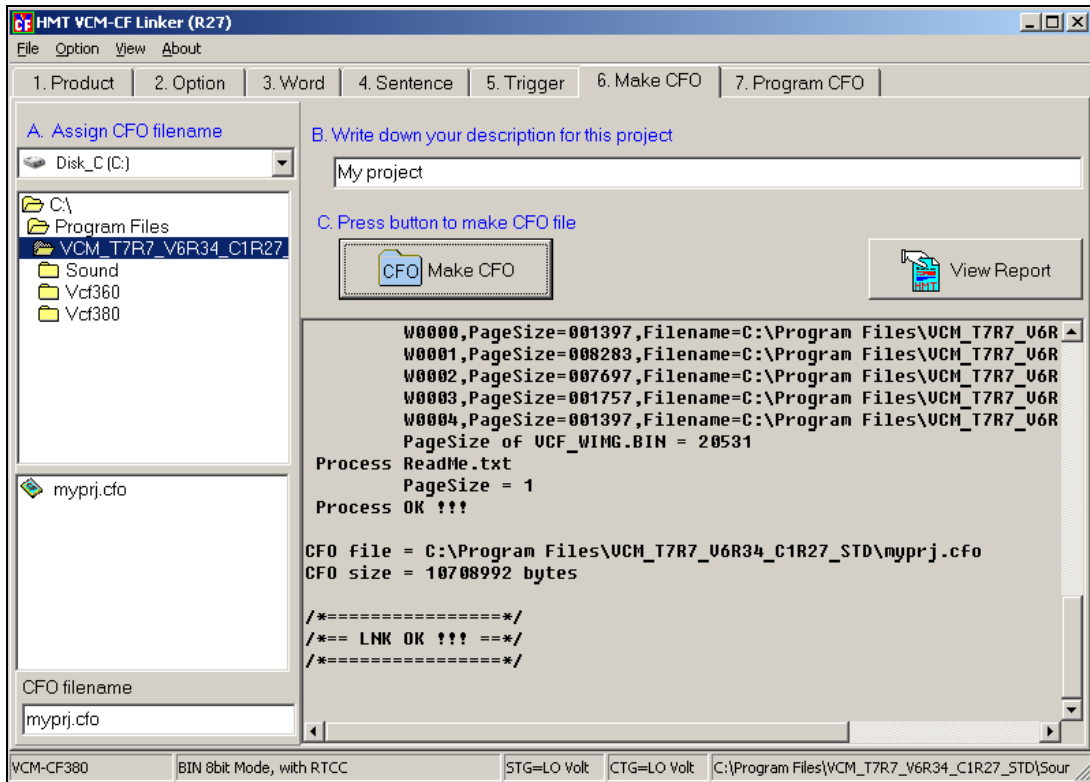 HMT VCM-CF Linker (R27)
File Option View About
1. Product 2. Option 3. Word 4. Sentence 5. Trigger 6. Make CFO 7. Program CFO
A. Assign CFO filename
Disk_C (C:)
C:\
Program Files
VCM_T7R7_V6R34_C1R27_
Sound
Vcf360
Vcf380
myprj.cfo
CFO filename
myprj.cfo
B. Write down your description for this project
My project
C. Press button to make CFO file
CFO Make CFO
HMT View Report
W0000,PageSize=001397,Filename=C:\Program Files\VCM_T7R7_V6R
W0001,PageSize=008283,Filename=C:\Program Files\VCM_T7R7_V6R
W0002,PageSize=007697,Filename=C:\Program Files\VCM_T7R7_V6R
W0003,PageSize=001757,Filename=C:\Program Files\VCM_T7R7_V6R
W0004,PageSize=001397,Filename=C:\Program Files\VCM_T7R7_V6R
PageSize of VCF_WIMG.BIN = 20531
Process ReadMe.txt
PageSize = 1
Process OK !!!
CFO file = C:\Program Files\VCM_T7R7_V6R34_C1R27_STD\myprj.cfo
CFO size = 10708992 bytes
/*================*/
/*== LNK OK !!! ==*/
/*================*/
VCM-CF380 BIN 8bit Mode, with RTCC STG=LO Volt CTG=LO Volt C:\Program Files\VCM_T7R7_V6R34_C1R27_STD\Sour